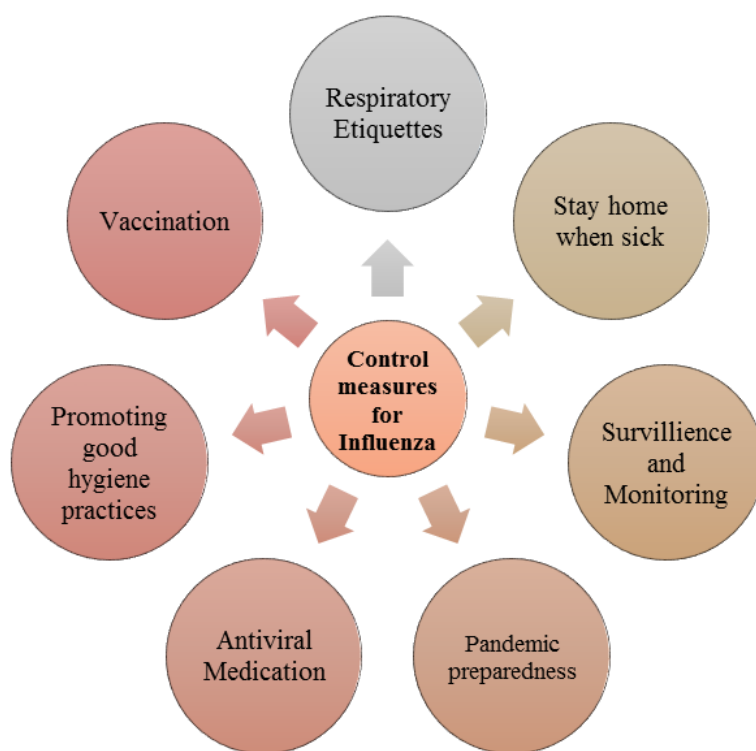 Respiratory
Etiquettes
Stay home
when sick
Survillience
and
Monitoring
Pandemic
preparedness
Antiviral
Medication
Promoting
good
hygiene
practices
Vaccination
Control
measures
for
Influenza